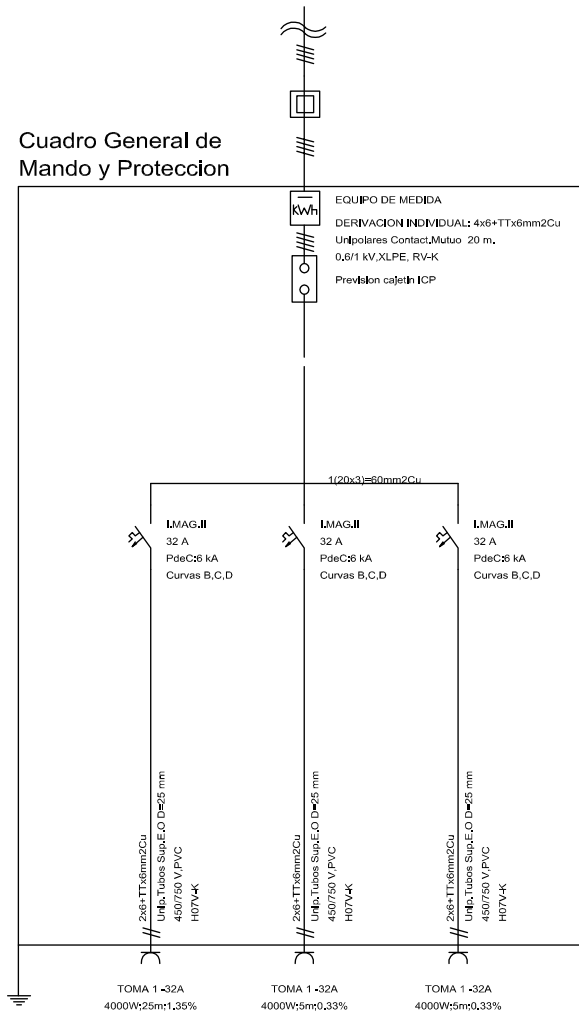 Cuadro General de
Mando y Proteccion
KWh
EQUIPO DE MEDIDA
DERIVACION INDIVIDUAL: 4x6+TTx6mm2Cu
Unipolares Contact.Mutuo 20 m.
0.6/1 kV,XLPE, RV-K
Prevision cajetin ICP
1(20x3)=60mm2Cu
I.MAG.II
32 A
PdeC:6 kA
Curvas B,C,D
I.MAG.II
32 A
PdeC:6 kA
Curvas B,C,D
I.MAG.II
32 A
PdeC:6 kA
Curvas B,C,D
2x6+TTx6mm2Cu
Unip.Tubos Sup.E.O D=25 mm
450/750 V,PVC
H07V-K
2x6+TTx6mm2Cu
Unip.Tubos Sup.E.O D=25 mm
450/750 V,PVC
H07V-K
2x6+TTx6mm2Cu
Unip.Tubos Sup.E.O D=25 mm
450/750 V,PVC
H07V-K
TOMA 1 -32A
4000W;25m;1.35%
TOMA 1 -32A
4000W;5m;0.33%
TOMA 1 -32A
4000W;5m;0.33%